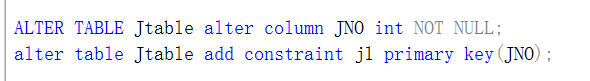 ALTER TABLE Jtable alter column JNO int NOT NULL;
alter table Jtable add constraint j1 primary key(JNO);